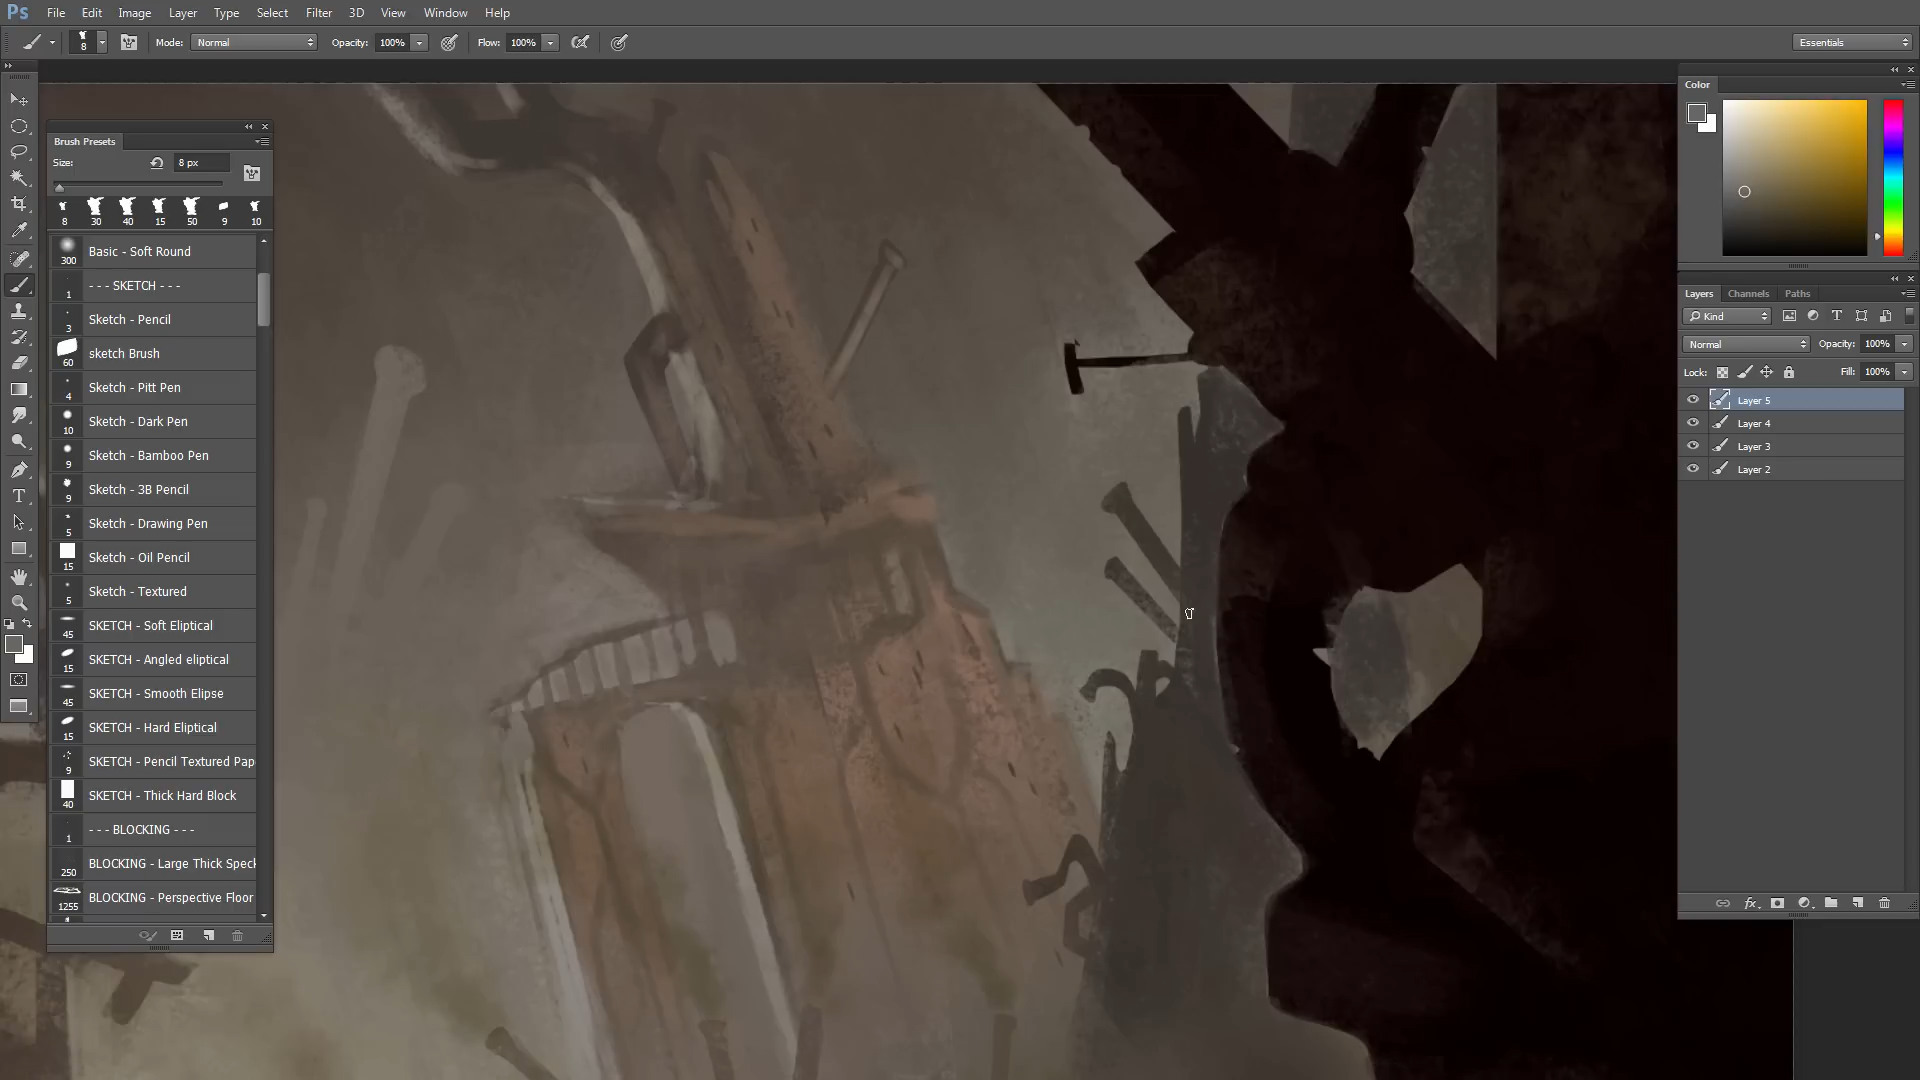 Ps File Edit Image Layer Type Select Filter 3D View Window Help
8 Mode: Normal Opacity: 100% Flow: 100% Essentials
Color
Brush Presets
Size: 8 px
8 30 40 15 50 9 10
300 Basic - Soft Round
1 - - - SKETCH - - -
3 Sketch - Pencil
60 sketch Brush
4 Sketch - Pitt Pen
10 Sketch - Dark Pen
9 Sketch - Bamboo Pen
9 Sketch - 3B Pencil
5 Sketch - Drawing Pen
15 Sketch - Oil Pencil
5 Sketch - Textured
45 SKETCH - Soft Eliptical
15 SKETCH - Angled eliptical
45 SKETCH - Smooth Elipse
15 SKETCH - Hard Eliptical
9 SKETCH - Pencil Textured Pap
40 SKETCH - Thick Hard Block
1 - - - BLOCKING - - -
250 BLOCKING - Large Thick Speck
1255 BLOCKING - Perspective Floor
Layers Channels Paths
Kind
Normal Opacity: 100%
Lock: Fill: 100%
Layer 5
Layer 4
Layer 3
Layer 2
fx